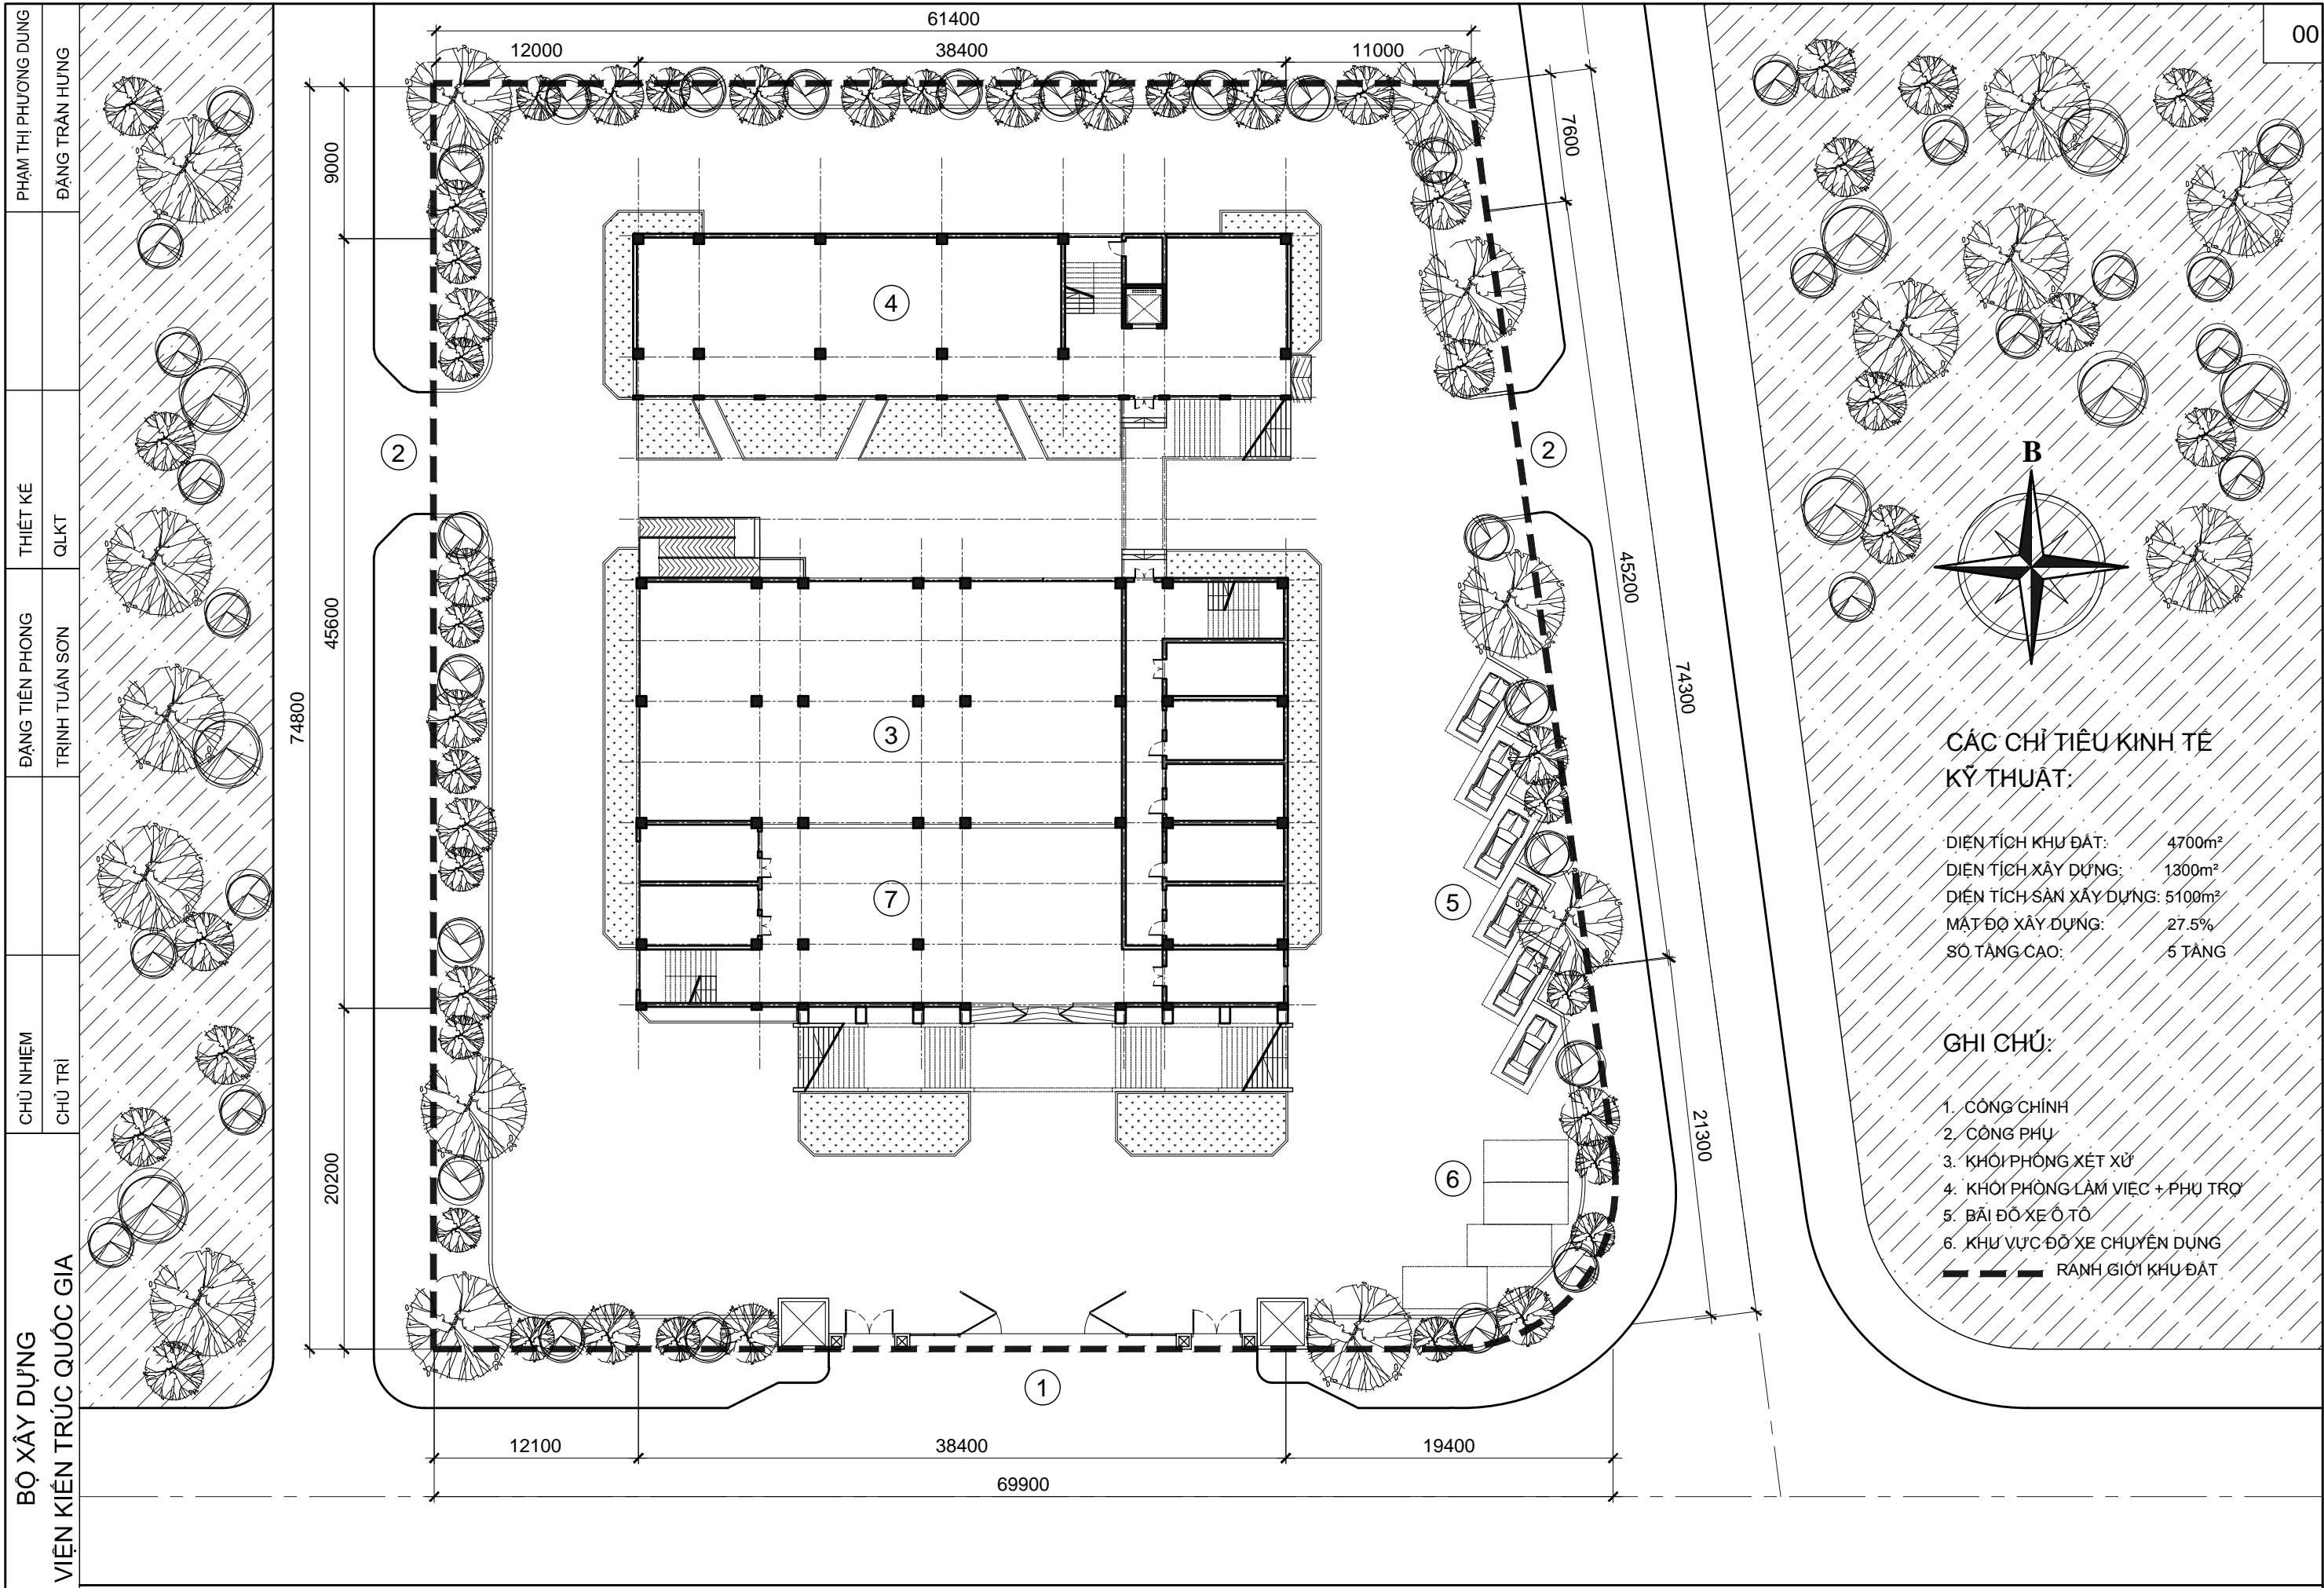 PHẠM THỊ PHƯƠNG DUNG
ĐẶNG TRẦN HƯNG
THIẾT KẾ
QLKT
ĐẶNG TIẾN PHONG
TRỊNH TUẤN SƠN
CHỦ NHIỆM
CHỦ TRÌ
BỘ XÂY DỰNG
VIỆN KIẾN TRÚC QUỐC GIA
00
61400
12000
38400
11000
9000
7600
4
2
2
B
45200
45600
74300
74800
3
7
5
21300
20200
6
1
12100
38400
19400
69900
CÁC CHỈ TIÊU KINH TẾ
KỸ THUẬT:
DIỆN TÍCH KHU ĐẤT: 4700m²
DIỆN TÍCH XÂY DỰNG: 1300m²
DIỆN TÍCH SÀN XÂY DỰNG: 5100m²
MẬT ĐỘ XÂY DỰNG: 27.5%
SỐ TẦNG CAO: 5 TẦNG
GHI CHÚ:
1. CỔNG CHÍNH
2. CỔNG PHỤ
3. KHỐI PHÒNG XÉT XỬ
4. KHỐI PHÒNG LÀM VIỆC + PHỤ TRỢ
5. BÃI ĐỖ XE Ô TÔ
6. KHU VỰC ĐỖ XE CHUYÊN DỤNG
RANH GIỚI KHU ĐẤT